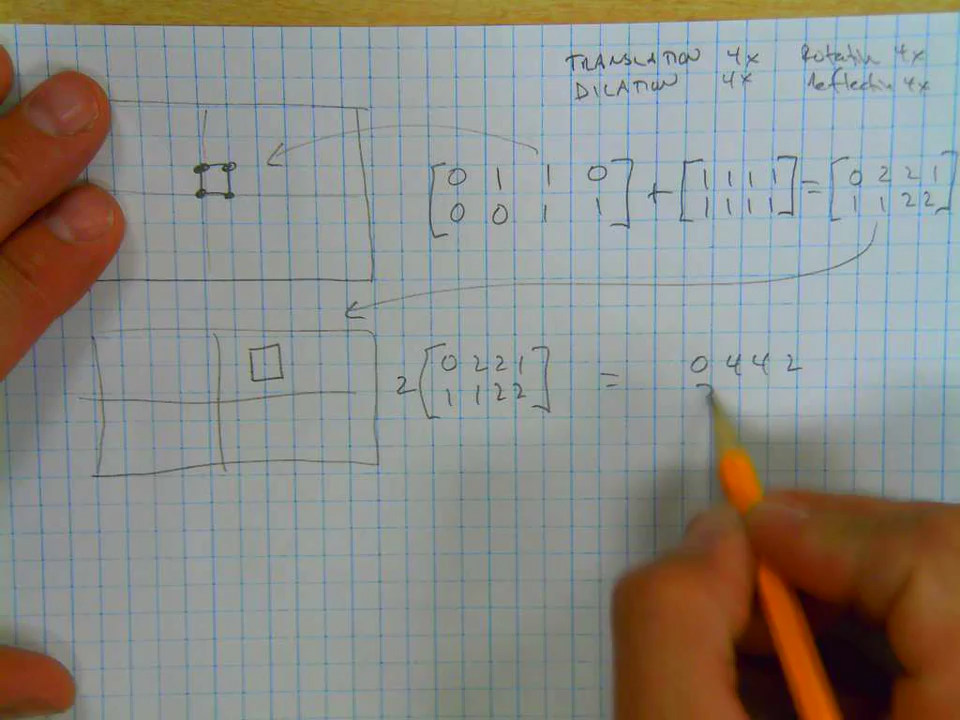 TRANSLATION 4x Rotation 4x
DILATION 4x Reflection 4x
[0 1 1 0] + [1 1 1 1] = [0 2 2 1]
[0 0 1 1] [1 1 1 1] [1 1 2 2]
2 [0 2 2 1] = 0 4 4 2
[1 1 2 2] 2